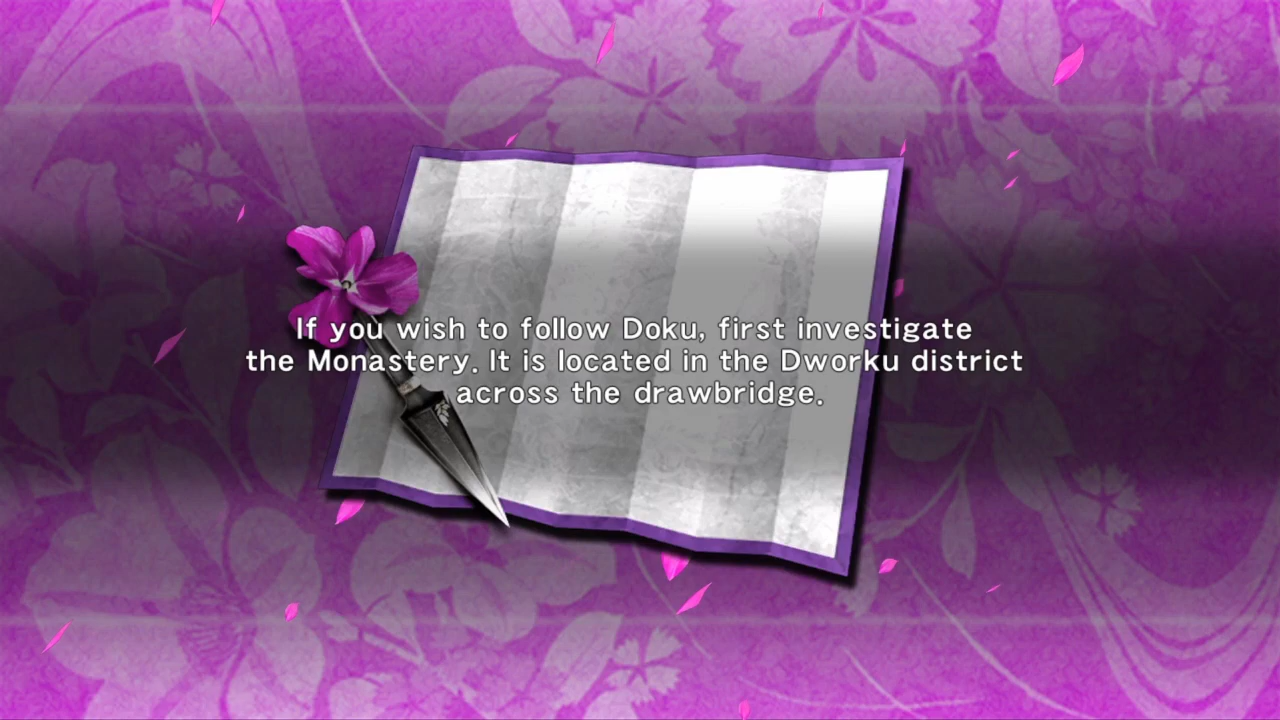 If you wish to follow Doku, first investigate
the Monastery. It is located in the Dworku district
across the drawbridge.